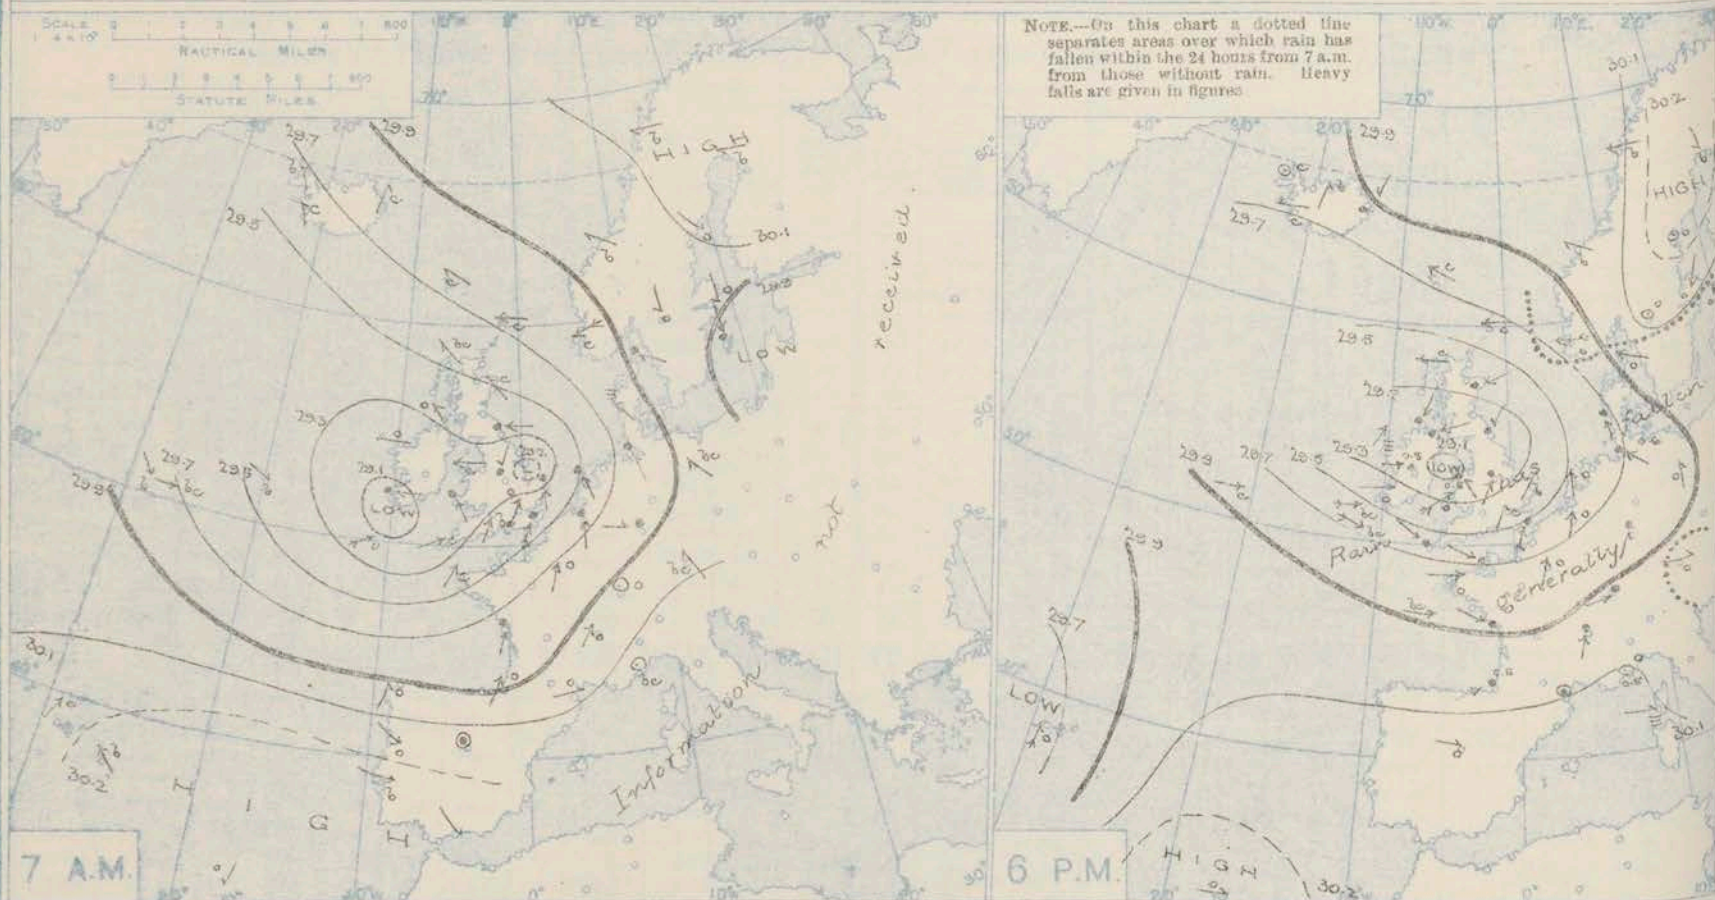 SCALE
NAUTICAL MILES
STATUTE MILES
NOTE.—On this chart a dotted line
separates areas over which rain has
fallen within the 24 hours from 7 a.m.
from those without rain. Heavy
falls are given in figures
29.7
29.9
29.5
HIGH
30.1
29.3
29.1
LOW
29.7
29.5
29.9
30.1
30.2
HIGH
Information
not
received.
7 A.M.
30.1
30.2
29.9
HIGH
29.7
29.5
29.9
29.7
29.5
29.3
29.1
LOW
Rain
has
fallen
generally
29.9
29.7
LOW
30.1
HIGH
30.2
6 P.M.